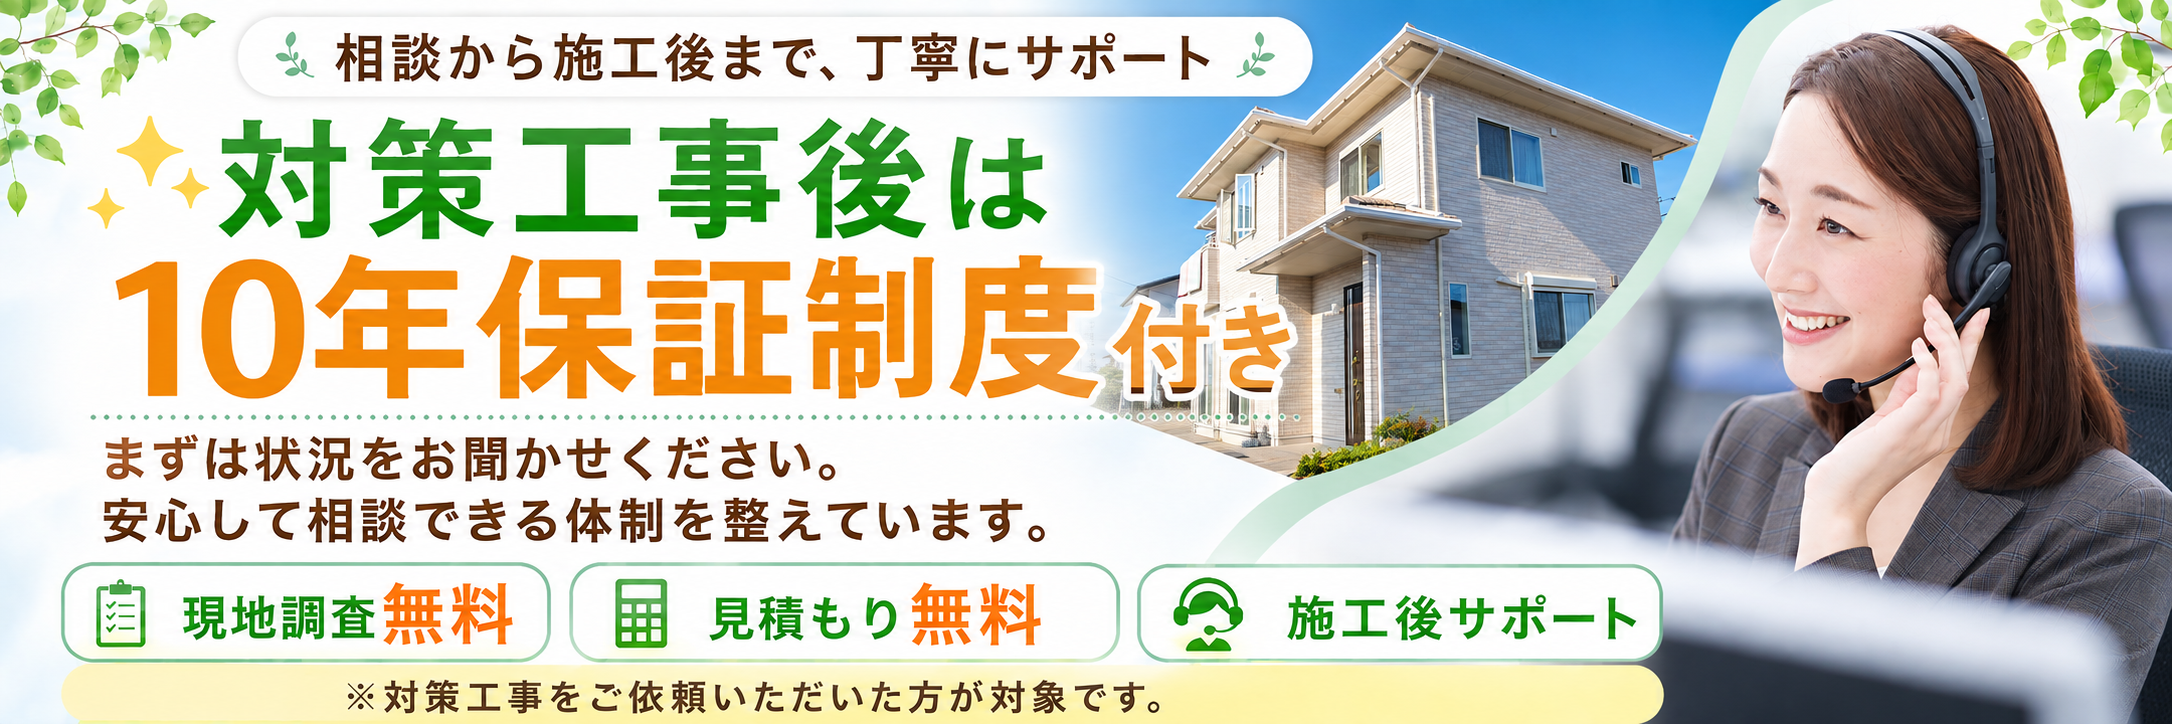 相談から施工後まで、丁寧にサポート
対策工事後は
10年保証制度付き
まずは状況をお聞かせください。
安心して相談できる体制を整えています。
現地調査無料
見積もり無料
施工後サポート
※対策工事をご依頼いただいた方が対象です。